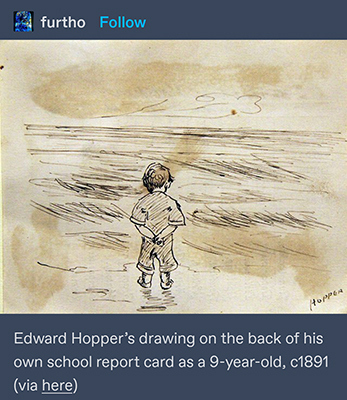 furtho Follow
HOPPER
Edward Hopper's drawing on the back of his
own school report card as a 9-year-old, c1891
(via here)